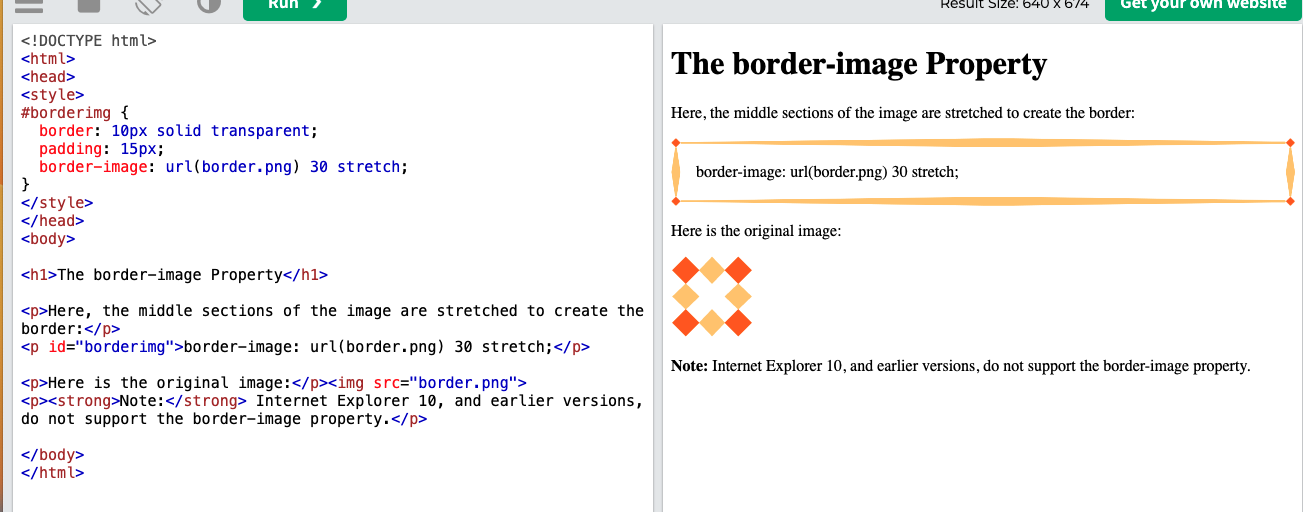 Run ❯
Result Size: 640 x 674
Get your own website
<!DOCTYPE html>
<html>
<head>
<style>
#borderimg {
  border: 10px solid transparent;
  padding: 15px;
  border-image: url(border.png) 30 stretch;
}
</style>
</head>
<body>
<h1>The border-image Property</h1>
<p>Here, the middle sections of the image are stretched to create the
border:</p>
<p id="borderimg">border-image: url(border.png) 30 stretch;</p>
<p>Here is the original image:</p><img src="border.png">
<p><strong>Note:</strong> Internet Explorer 10, and earlier versions,
do not support the border-image property.</p>
</body>
</html>
The border-image Property
Here, the middle sections of the image are stretched to create the border:
border-image: url(border.png) 30 stretch;
Here is the original image:
Note: Internet Explorer 10, and earlier versions, do not support the border-image property.